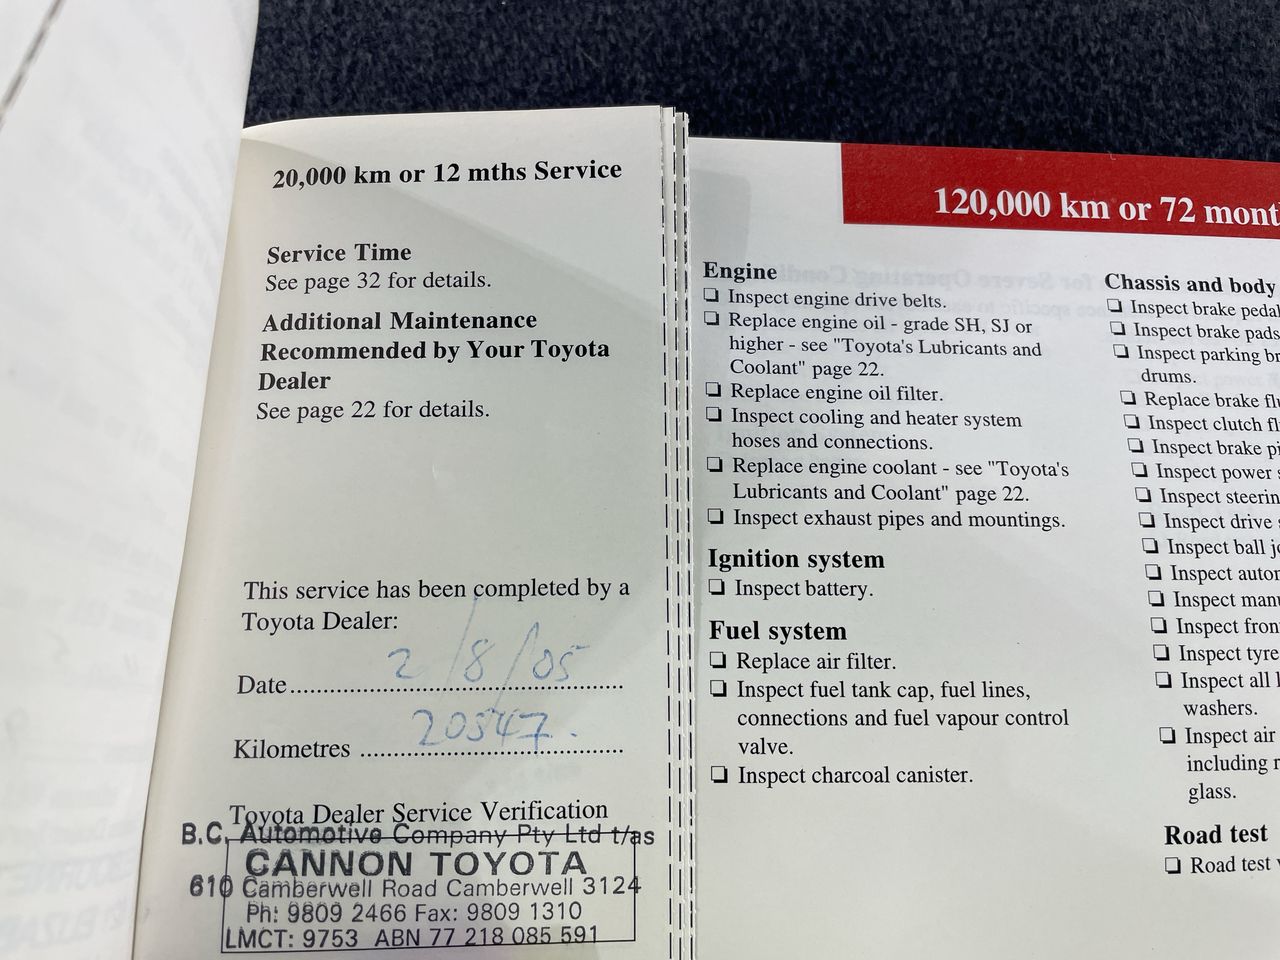 20,000 km or 12 mths Service
Service Time
See page 32 for details.
Additional Maintenance
Recommended by Your Toyota
Dealer
See page 22 for details.
This service has been completed by a
Toyota Dealer:
Date 2/8/05
Kilometres 20347.
Toyota Dealer Service Verification
B.C. Automotive Company Pty Ltd t/as
CANNON TOYOTA
610 Camberwell Road Camberwell 3124
Ph: 9809 2466 Fax: 9809 1310
LMCT: 9753 ABN 77 218 085 591
120,000 km or 72 mont
Engine
❏ Inspect engine drive belts.
❏ Replace engine oil - grade SH, SJ or
higher - see "Toyota's Lubricants and
Coolant" page 22.
❏ Replace engine oil filter.
❏ Inspect cooling and heater system
hoses and connections.
❏ Replace engine coolant - see "Toyota's
Lubricants and Coolant" page 22.
❏ Inspect exhaust pipes and mountings.
Ignition system
❏ Inspect battery.
Fuel system
❏ Replace air filter.
❏ Inspect fuel tank cap, fuel lines,
connections and fuel vapour control
valve.
❏ Inspect charcoal canister.
Chassis and body
❏ Inspect brake pedal
❏ Inspect brake pads
❏ Inspect parking br
drums.
❏ Replace brake flu
❏ Inspect clutch fl
❏ Inspect brake pi
❏ Inspect power s
❏ Inspect steerin
❏ Inspect drive s
❏ Inspect ball jo
❏ Inspect autor
❏ Inspect manu
❏ Inspect fron
❏ Inspect tyre
❏ Inspect all l
washers.
❏ Inspect air
including r
glass.
Road test
❏ Road test v